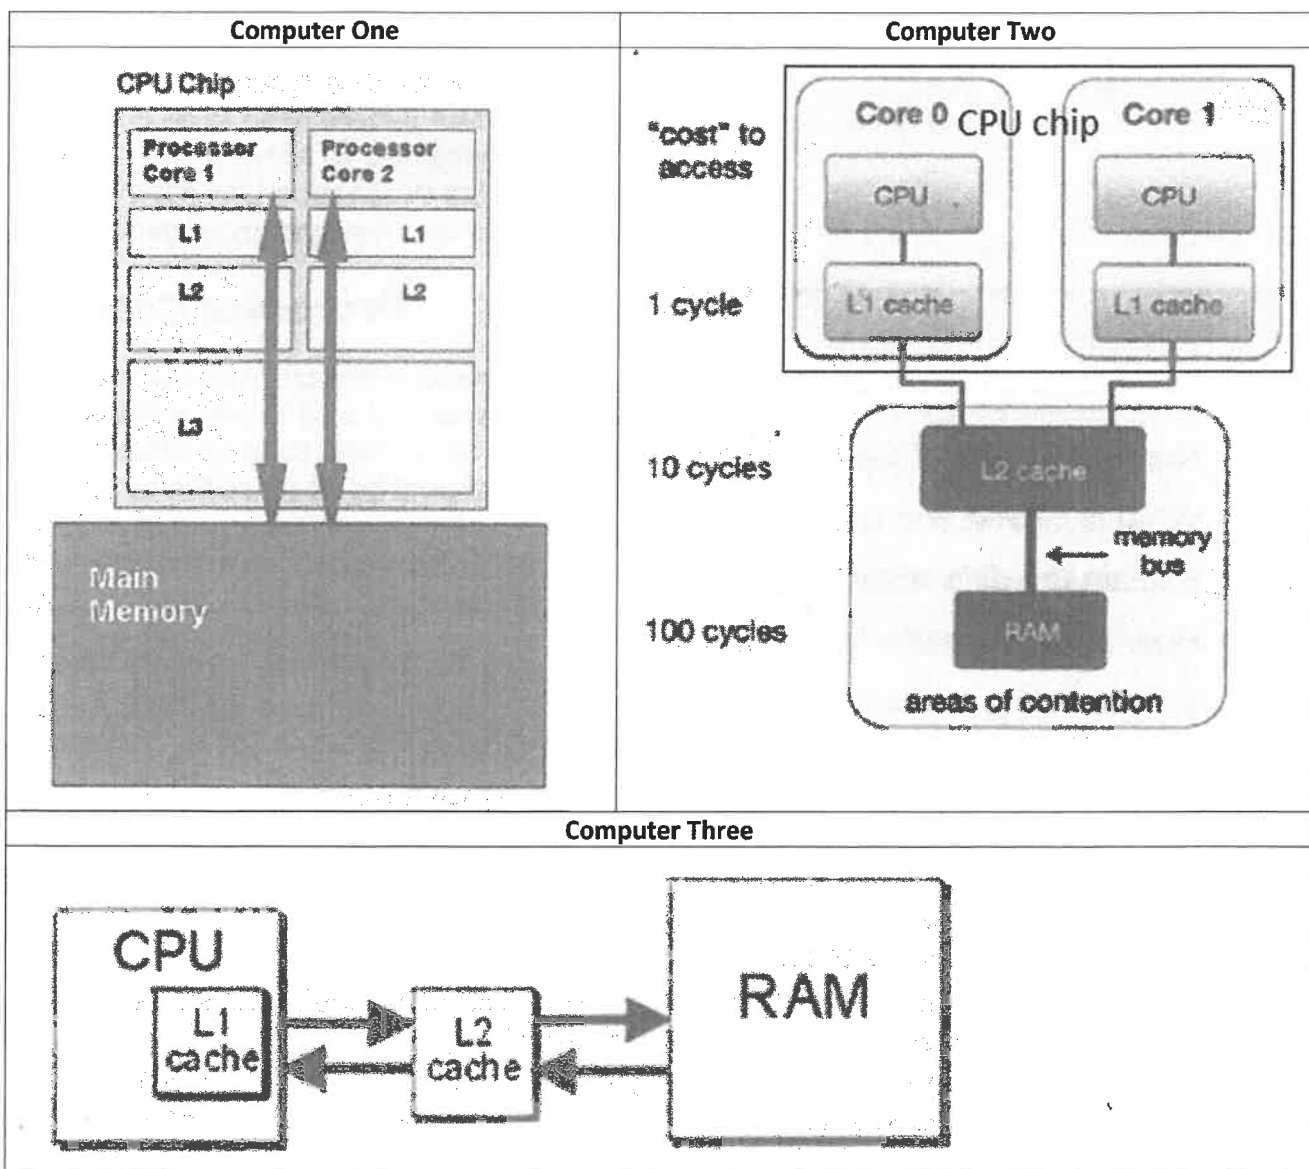 Computer One
Computer Two
CPU Chip
Processor
Core 1
Processor
Core 2
L1
L1
L2
L2
L3
Main
Memory
"cost" to
access
Core 0
CPU chip
Core 1
CPU
CPU
1 cycle
L1 cache
L1 cache
10 cycles
L2 cache
memory
bus
100 cycles
RAM
areas of contention
Computer Three
CPU
L1
cache
L2
cache
RAM